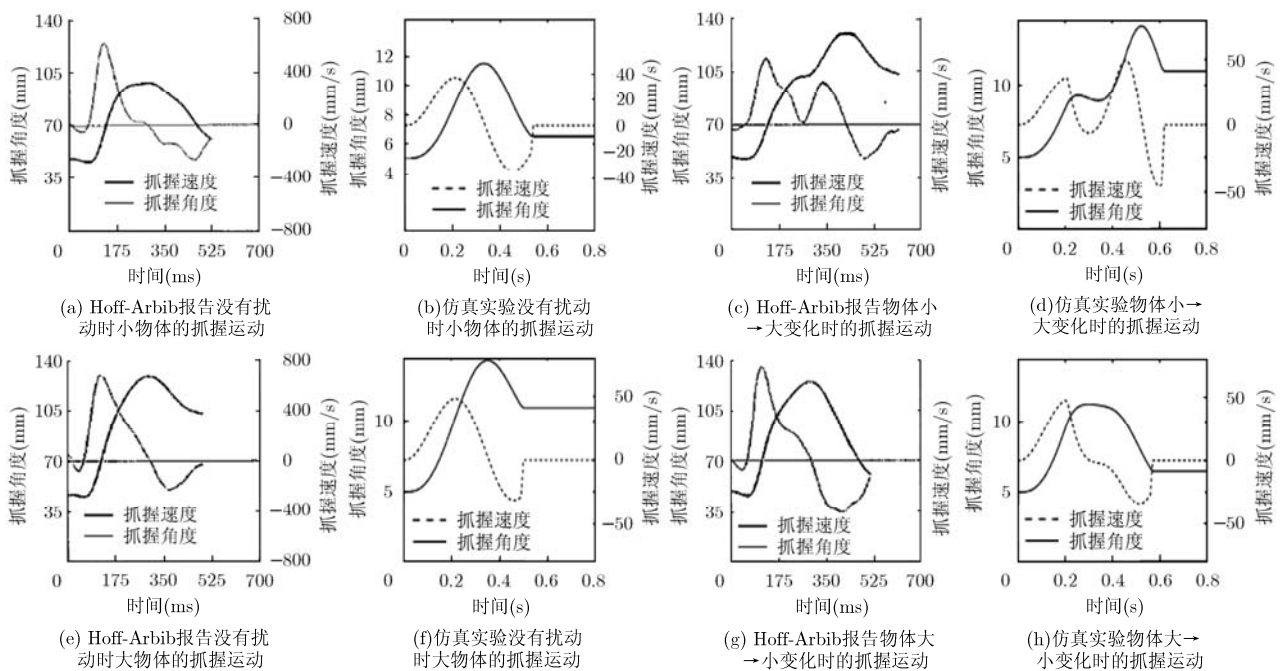 140
105
70
35
抓握角度(mm)
800
400
0
−400
−800
抓握速度(mm/s)
抓握速度
抓握角度
0 175 350 525 700
时间(ms)
(a) Hoff-Arbib报告没有扰
动时小物体的抓握运动
12
10
8
6
4
抓握角度(mm)
40
20
0
−20
−40
抓握速度(mm/s)
抓握速度
抓握角度
0 0.2 0.4 0.6 0.8
时间(s)
(b)仿真实验没有扰动
时小物体的抓握运动
140
105
70
35
抓握角度(mm)
抓握速度(mm/s)
抓握速度
抓握角度
0 175 350 525 700
时间(ms)
(c) Hoff-Arbib报告物体小
→大变化时的抓握运动
10
5
抓握角度(mm)
50
0
−50
抓握速度(mm/s)
抓握速度
抓握角度
0 0.2 0.4 0.6 0.8
时间(s)
(d)仿真实验物体小→
大变化时的抓握运动
140
105
70
35
抓握角度(mm)
800
400
0
−400
−800
抓握速度(mm/s)
抓握速度
抓握角度
0 175 350 525 700
时间(ms)
(e) Hoff-Arbib报告没有扰
动时大物体的抓握运动
10
5
抓握角度(mm)
50
0
−50
抓握速度(mm/s)
抓握速度
抓握角度
0 0.2 0.4 0.6 0.8
时间(s)
(f)仿真实验没有扰动
时大物体的抓握运动
140
105
70
35
抓握角度(mm)
抓握速度(mm/s)
抓握速度
抓握角度
0 175 350 525 700
时间(ms)
(g) Hoff-Arbib报告物体大
→小变化时的抓握运动
10
5
抓握角度(mm)
50
0
−50
抓握速度(mm/s)
抓握速度
抓握角度
0 0.2 0.4 0.6 0.8
时间(s)
(h)仿真实验物体大→
小变化时的抓握运动